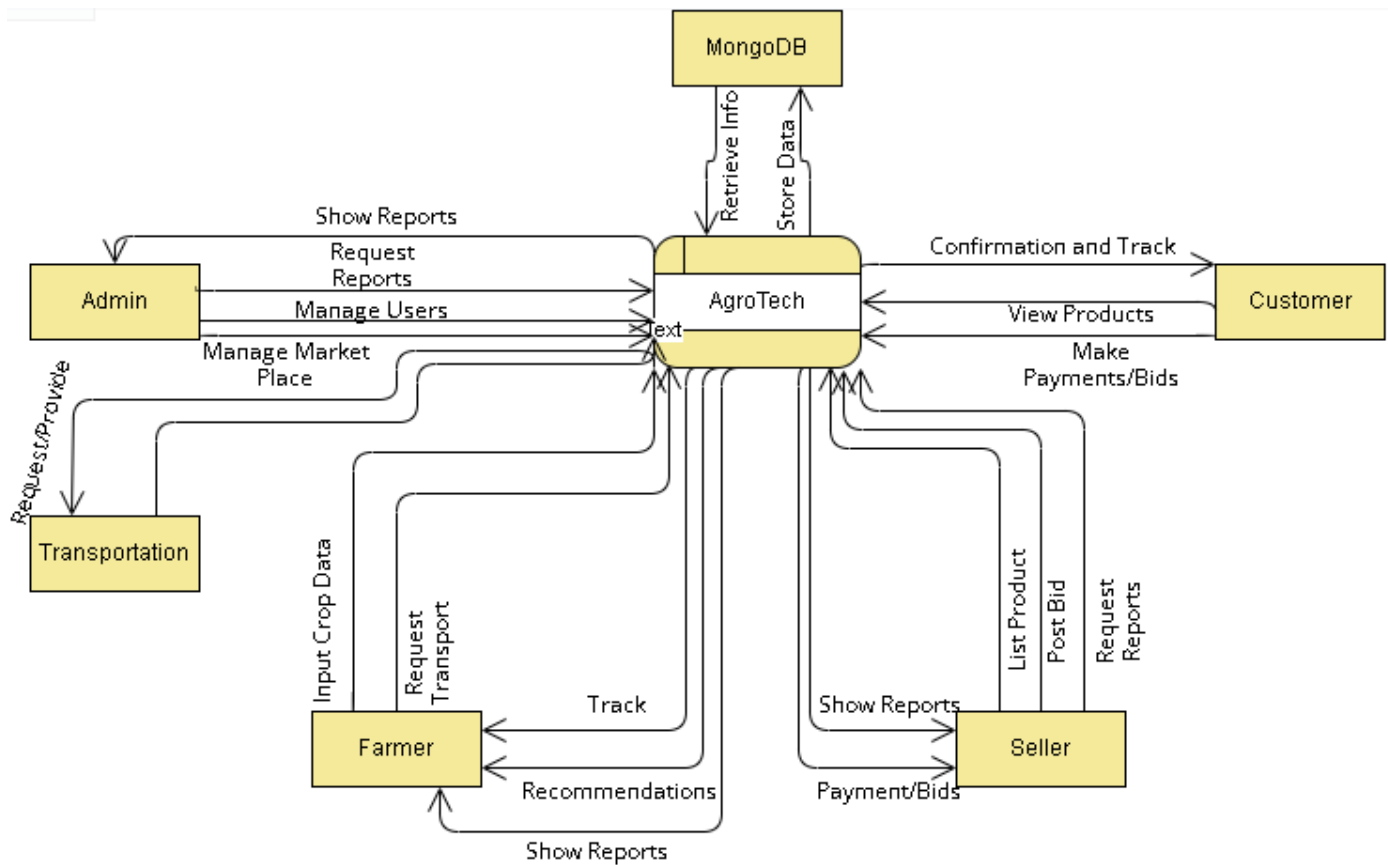 MongoDB
Retrieve Info
Store Data
Show Reports
Request
Reports
Admin
Manage Users
Manage Market
Place
AgroTech
Text
Confirmation and Track
Customer
View Products
Make
Payments/Bids
Request/Provide
Transportation
Input Crop Data
Request
Transport
List Product
Post Bid
Request
Reports
Track
Show Reports
Farmer
Seller
Recommendations
Payment/Bids
Show Reports